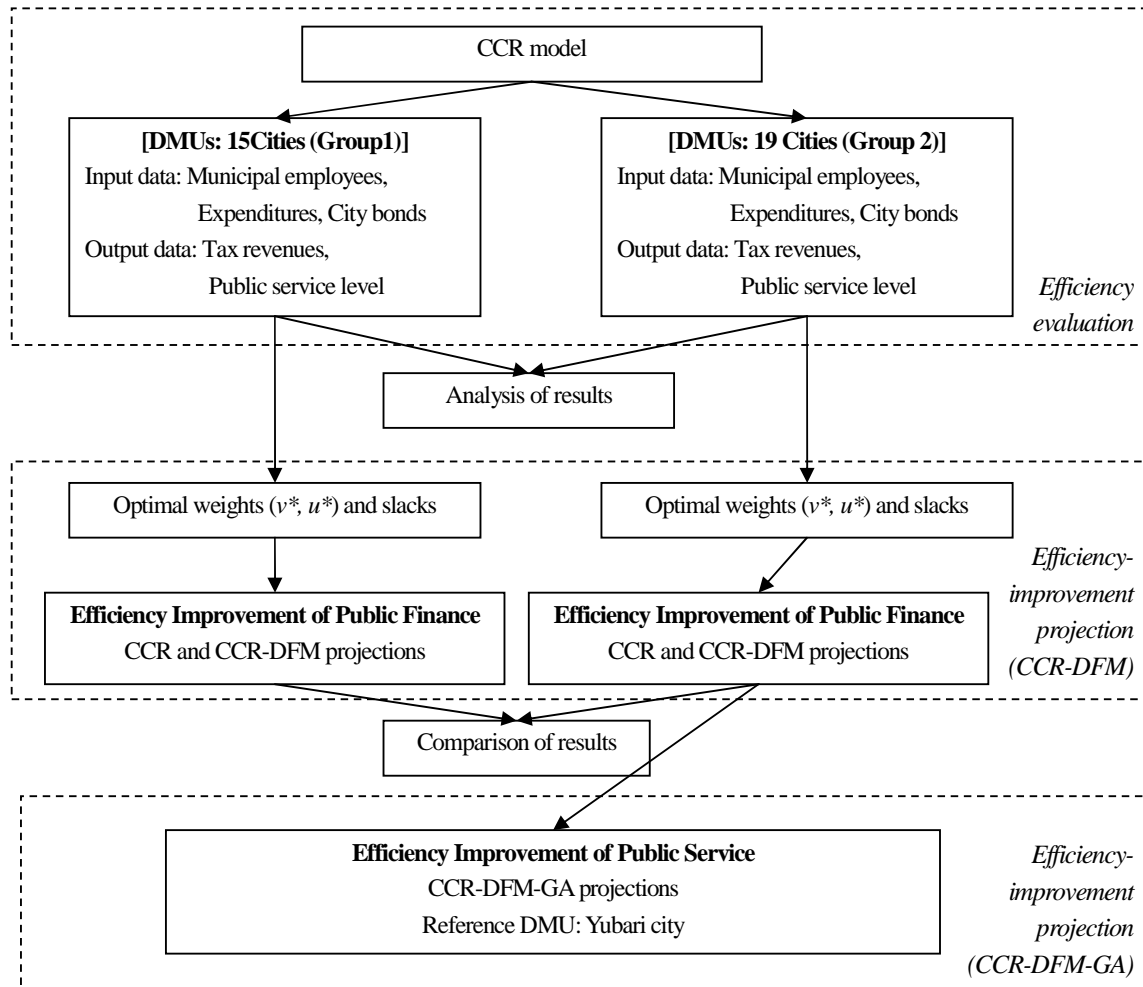 CCR model
[DMUs: 15Cities (Group1)]
Input data: Municipal employees,
Expenditures, City bonds
Output data: Tax revenues,
Public service level
[DMUs: 19 Cities (Group 2)]
Input data: Municipal employees,
Expenditures, City bonds
Output data: Tax revenues,
Public service level
Efficiency
evaluation
Analysis of results
Optimal weights (v*, u*) and slacks
Optimal weights (v*, u*) and slacks
Efficiency Improvement of Public Finance
CCR and CCR-DFM projections
Efficiency Improvement of Public Finance
CCR and CCR-DFM projections
Efficiency-
improvement
projection
(CCR-DFM)
Comparison of results
Efficiency Improvement of Public Service
CCR-DFM-GA projections
Reference DMU: Yubari city
Efficiency-
improvement
projection
(CCR-DFM-GA)